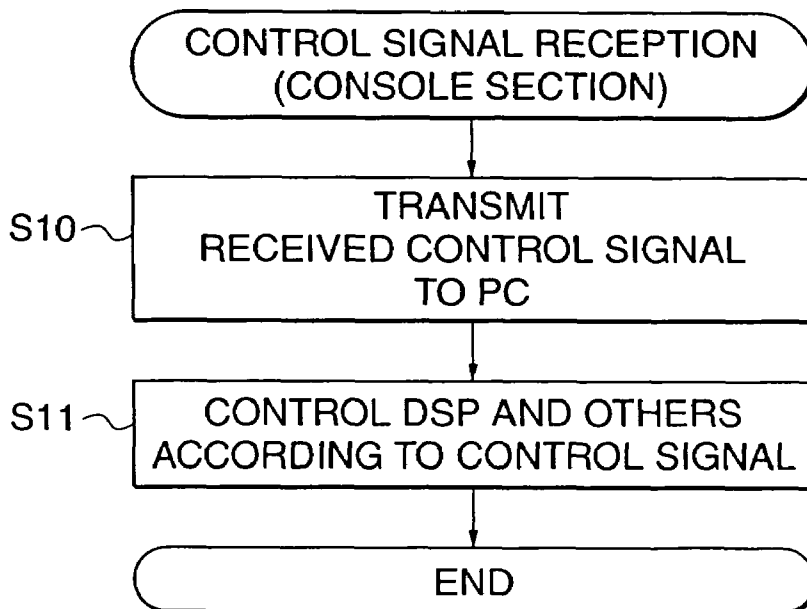 CONTROL SIGNAL RECEPTION
(CONSOLE SECTION)
S10
TRANSMIT
RECEIVED CONTROL SIGNAL
TO PC
S11
CONTROL DSP AND OTHERS
ACCORDING TO CONTROL SIGNAL
END